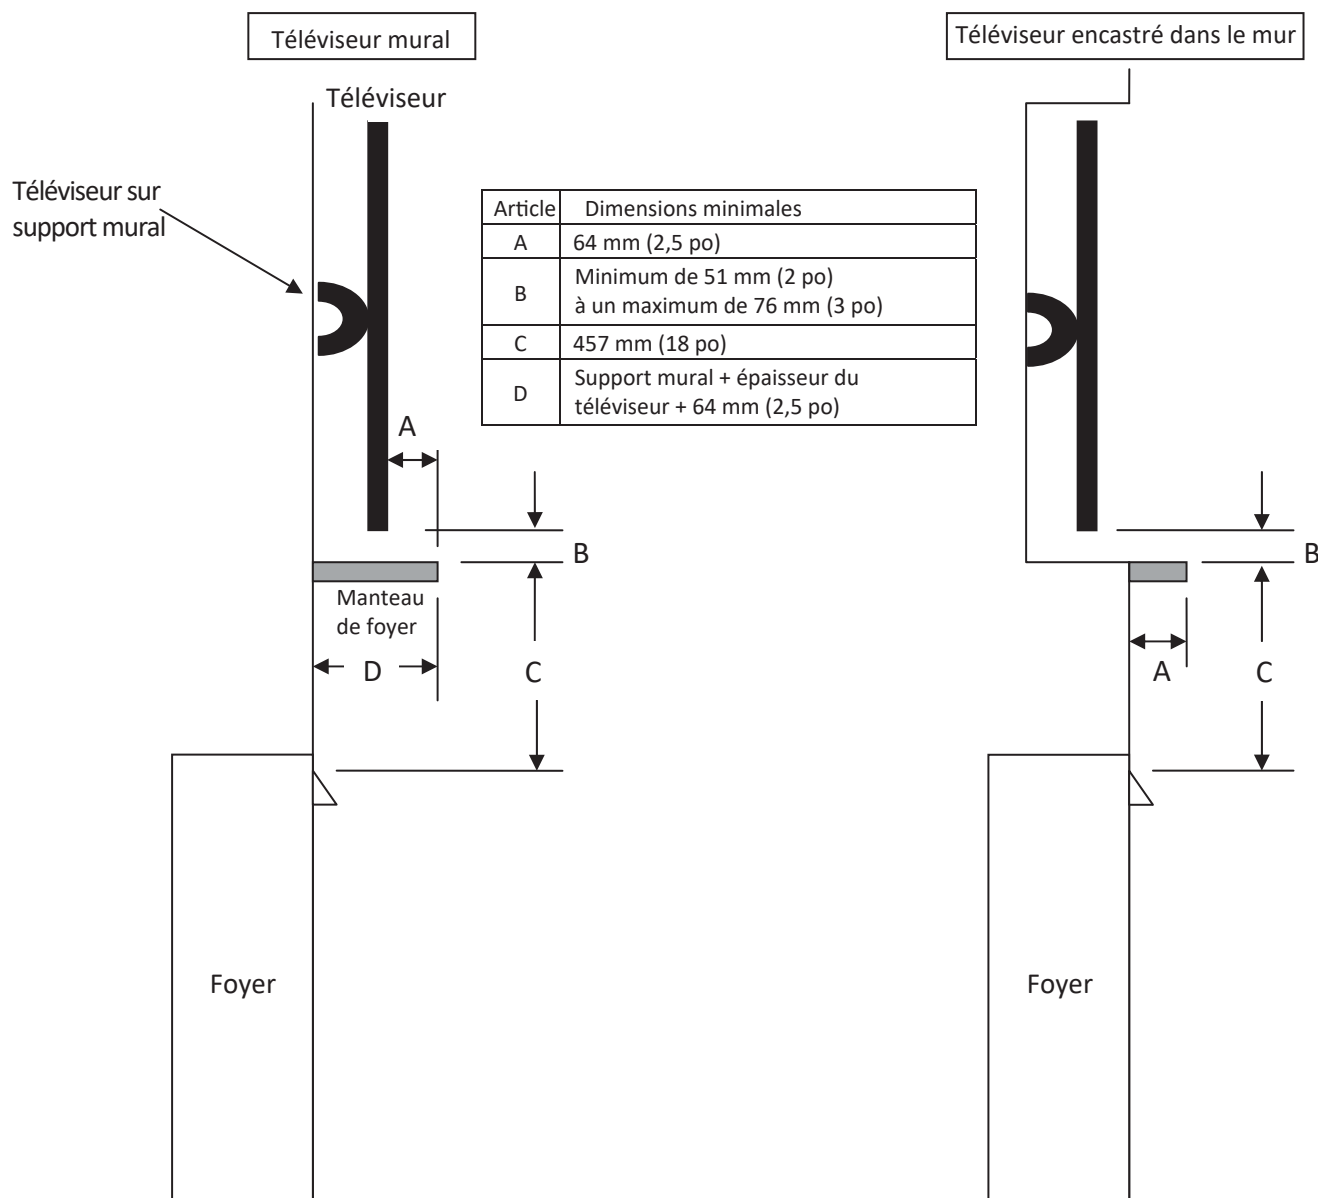 Téléviseur mural
Téléviseur
Téléviseur sur
support mural
A
B
Manteau
de foyer
D
C
Foyer
Article Dimensions minimales
A 64 mm (2,5 po)
B Minimum de 51 mm (2 po)
à un maximum de 76 mm (3 po)
C 457 mm (18 po)
D Support mural + épaisseur du
téléviseur + 64 mm (2,5 po)
Téléviseur encastré dans le mur
B
A
C
Foyer